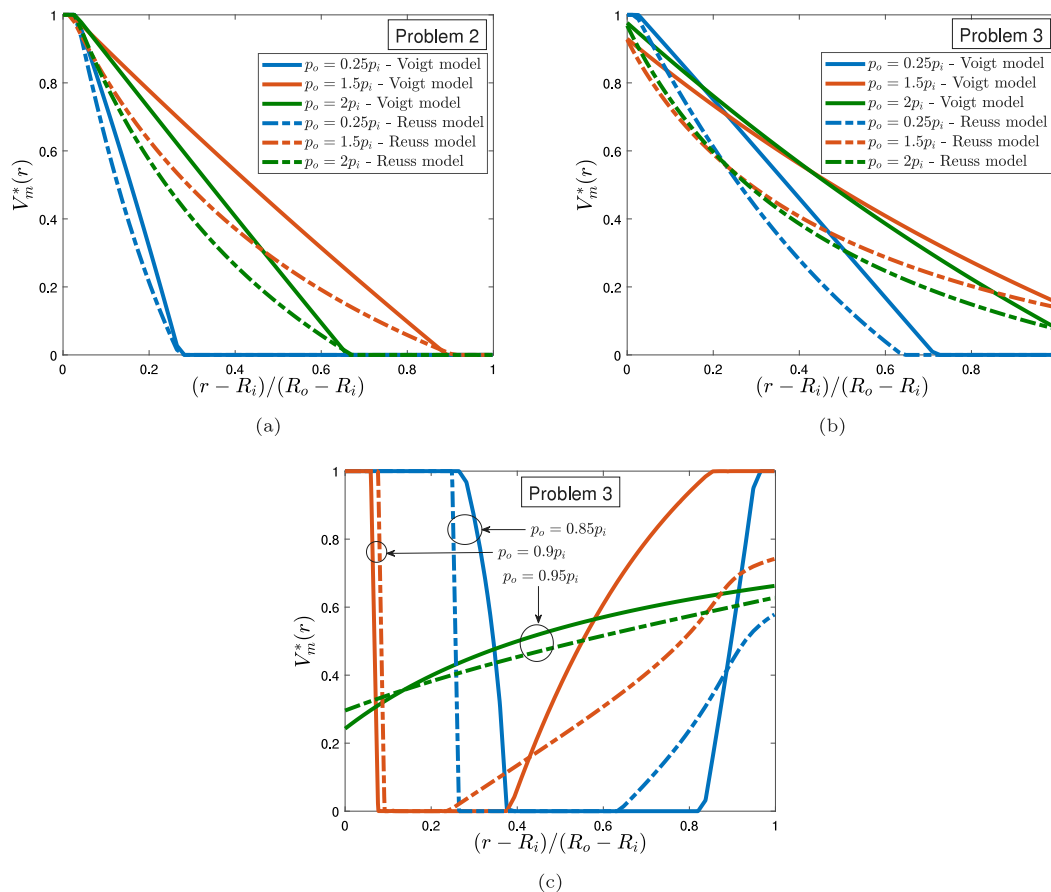 Problem 2
p_o = 0.25p_i - Voigt model
p_o = 1.5p_i - Voigt model
p_o = 2p_i - Voigt model
p_o = 0.25p_i - Reuss model
p_o = 1.5p_i - Reuss model
p_o = 2p_i - Reuss model
V_m^*(r)
1
0.8
0.6
0.4
0.2
0
0 0.2 0.4 0.6 0.8 1
(r − R_i)/(R_o − R_i)
(a)
Problem 3
p_o = 0.25p_i - Voigt model
p_o = 1.5p_i - Voigt model
p_o = 2p_i - Voigt model
p_o = 0.25p_i - Reuss model
p_o = 1.5p_i - Reuss model
p_o = 2p_i - Reuss model
V_m^*(r)
1
0.8
0.6
0.4
0.2
0
0 0.2 0.4 0.6 0.8
(r − R_i)/(R_o − R_i)
(b)
Problem 3
p_o = 0.85p_i
p_o = 0.9p_i
p_o = 0.95p_i
V_m^*(r)
1
0.8
0.6
0.4
0.2
0
0 0.2 0.4 0.6 0.8 1
(r − R_i)/(R_o − R_i)
(c)